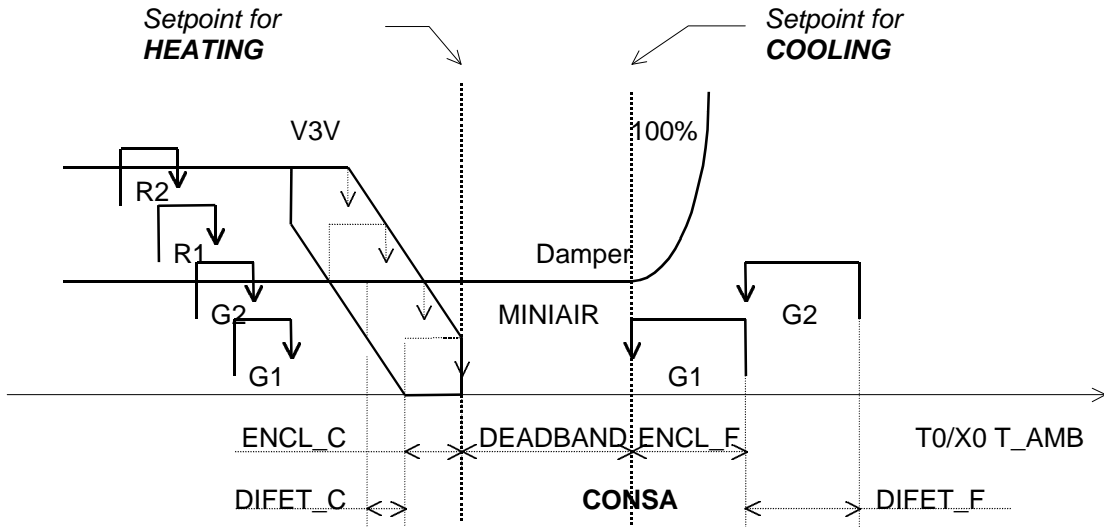 Setpoint for
HEATING
Setpoint for
COOLING
V3V
100%
R2
R1
Damper
G2
MINIAIR
G2
G1
G1
ENCL_C
DEADBAND
ENCL_F
T0/X0 T_AMB
DIFET_C
CONSA
DIFET_F